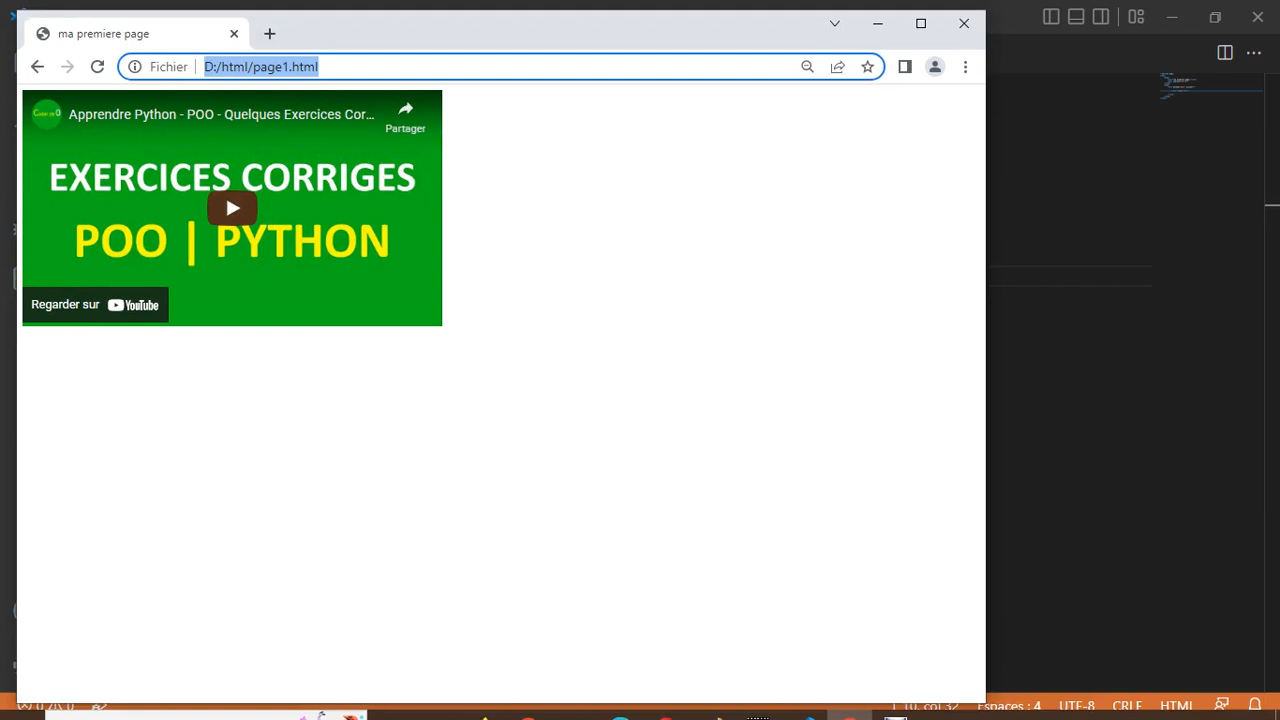 ma premiere page
Fichier D:/html/page1.html
Apprendre Python - POO - Quelques Exercices Cor...
Partager
EXERCICES CORRIGES
POO | PYTHON
Regarder sur YouTube
Espaces : 4 UTF-8 CRLF HTML